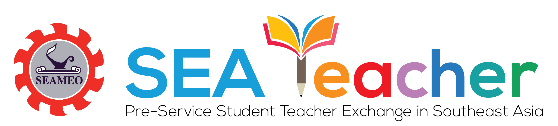 SEAMEO
SEA Teacher
Pre-Service Student Teacher Exchange in Southeast Asia